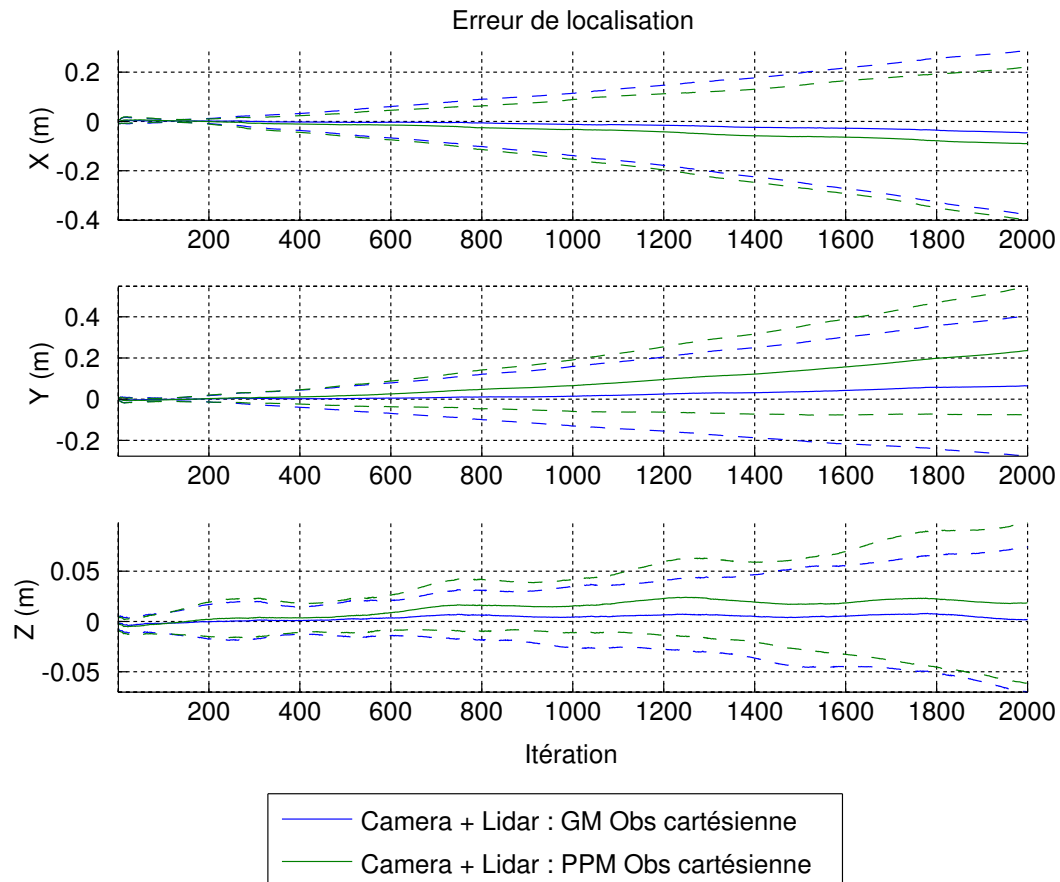 Erreur de localisation
0.2
0
-0.2
-0.4
X (m)
200 400 600 800 1000 1200 1400 1600 1800 2000
0.4
0.2
0
-0.2
Y (m)
200 400 600 800 1000 1200 1400 1600 1800 2000
0.05
0
-0.05
Z (m)
200 400 600 800 1000 1200 1400 1600 1800 2000
Itération
Camera + Lidar : GM Obs cartésienne
Camera + Lidar : PPM Obs cartésienne